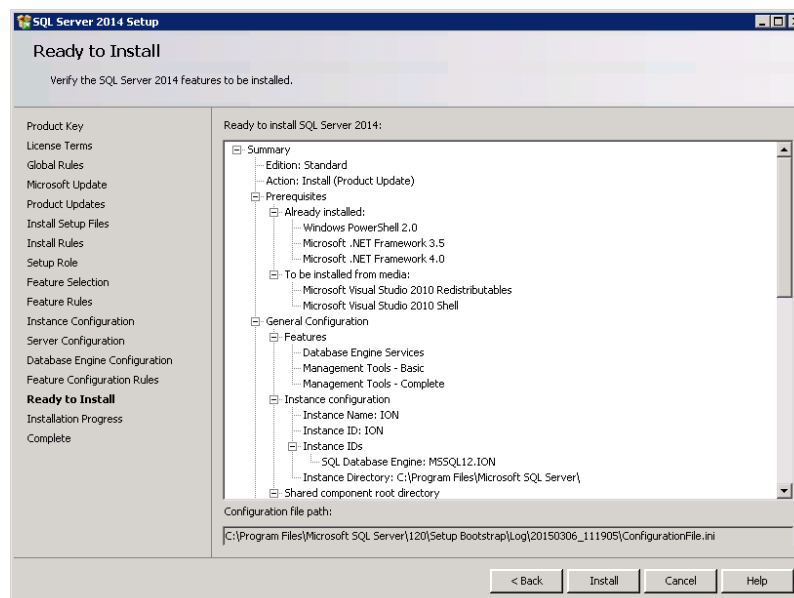 SQL Server 2014 Setup
Ready to Install
Verify the SQL Server 2014 features to be installed.
Product Key
License Terms
Global Rules
Microsoft Update
Product Updates
Install Setup Files
Install Rules
Setup Role
Feature Selection
Feature Rules
Instance Configuration
Server Configuration
Database Engine Configuration
Feature Configuration Rules
Ready to Install
Installation Progress
Complete
Ready to install SQL Server 2014:
Summary
Edition: Standard
Action: Install (Product Update)
Prerequisites
Already installed:
Windows PowerShell 2.0
Microsoft .NET Framework 3.5
Microsoft .NET Framework 4.0
To be installed from media:
Microsoft Visual Studio 2010 Redistributables
Microsoft Visual Studio 2010 Shell
General Configuration
Features
Database Engine Services
Management Tools - Basic
Management Tools - Complete
Instance configuration
Instance Name: ION
Instance ID: ION
Instance IDs
SQL Database Engine: MSSQL12.ION
Instance Directory: C:\Program Files\Microsoft SQL Server\
Shared component root directory
Configuration file path:
C:\Program Files\Microsoft SQL Server\120\Setup Bootstrap\Log\20150306_111905\ConfigurationFile.ini
< Back
Install
Cancel
Help